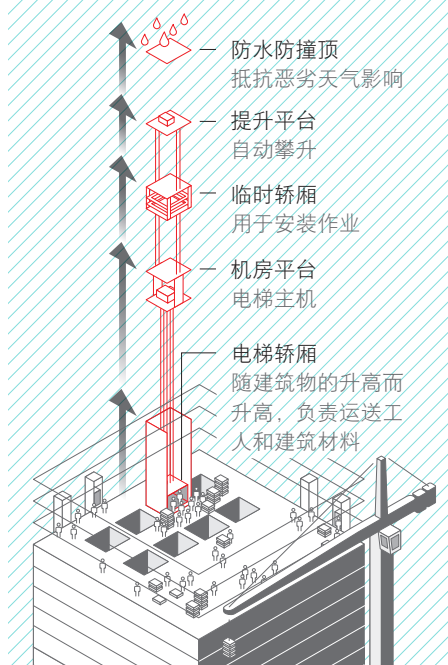 防水防撞顶
抵抗恶劣天气影响
提升平台
自动攀升
临时轿厢
用于安装作业
机房平台
电梯主机
电梯轿厢
随建筑物的升高而
升高，负责运送工
人和建筑材料